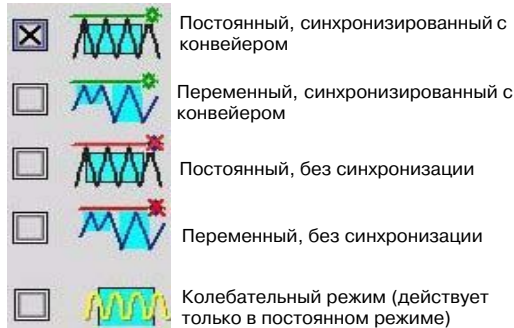 Постоянный, синхронизированный с
конвейером
Переменный, синхронизированный с
конвейером
Постоянный, без синхронизации
Переменный, без синхронизации
Колебательный режим (действует
только в постоянном режиме)